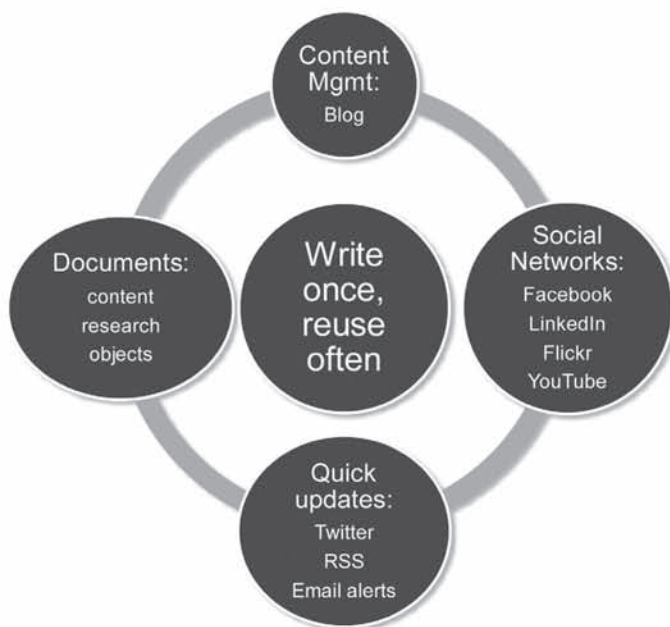 Content
Mgmt:
Blog
Documents:
content
research
objects
Write
once,
reuse
often
Social
Networks:
Facebook
LinkedIn
Flickr
YouTube
Quick
updates:
Twitter
RSS
Email alerts